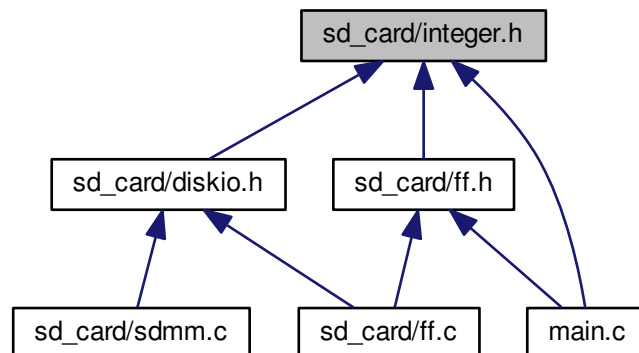 sd_card/integer.h
sd_card/diskio.h
sd_card/ff.h
sd_card/sdmm.c
sd_card/ff.c
main.c